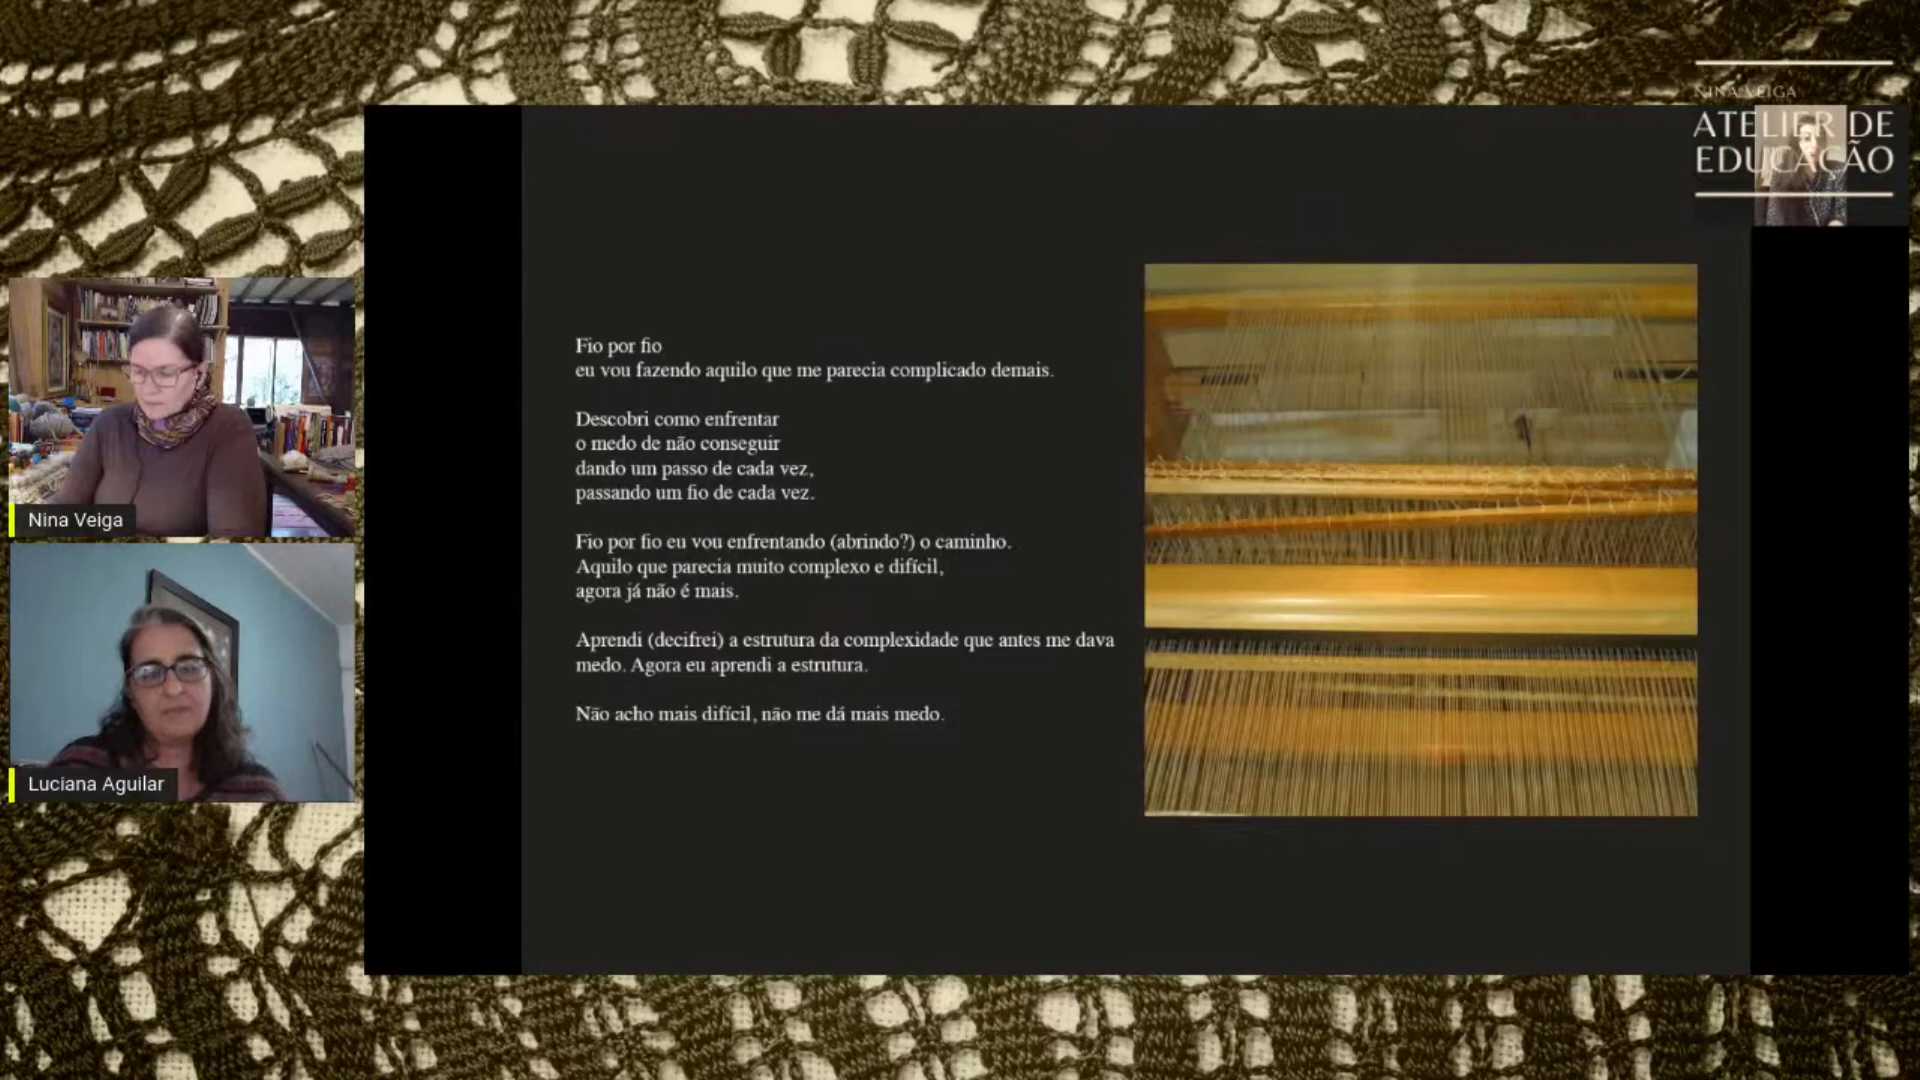 NINA VEIGA
ATELIER DE
EDUCAÇÃO
Fio por fio
eu vou fazendo aquilo que me parecia complicado demais.
Descobri como enfrentar
o medo de não conseguir
dando um passo de cada vez,
passando um fio de cada vez.
Fio por fio eu vou enfrentando (abrindo?) o caminho.
Aquilo que parecia muito complexo e difícil,
agora já não é mais.
Aprendi (decifrei) a estrutura da complexidade que antes me dava
medo. Agora eu aprendi a estrutura.
Não acho mais difícil, não me dá mais medo.
Nina Veiga
Luciana Aguilar